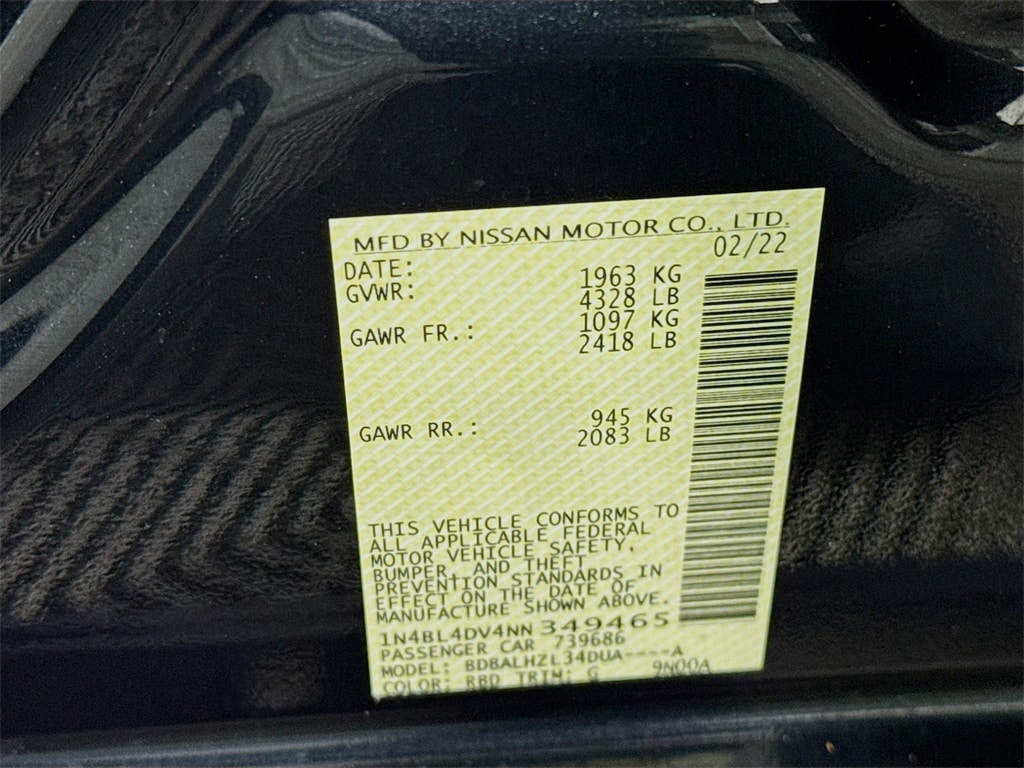 MFD BY NISSAN MOTOR CO., LTD.
DATE: 02/22
GVWR: 1963 KG
4328 LB
GAWR FR.: 1097 KG
2418 LB
GAWR RR.: 945 KG
2083 LB
THIS VEHICLE CONFORMS TO
ALL APPLICABLE FEDERAL
MOTOR VEHICLE SAFETY,
BUMPER, AND THEFT
PREVENTION STANDARDS IN
EFFECT ON THE DATE OF
MANUFACTURE SHOWN ABOVE.
1N4BL4DV4NN 349465
PASSENGER CAR 739686
MODEL: BDBALHZL34DUA----A
COLOR: RBD TRIM: G 9N00A